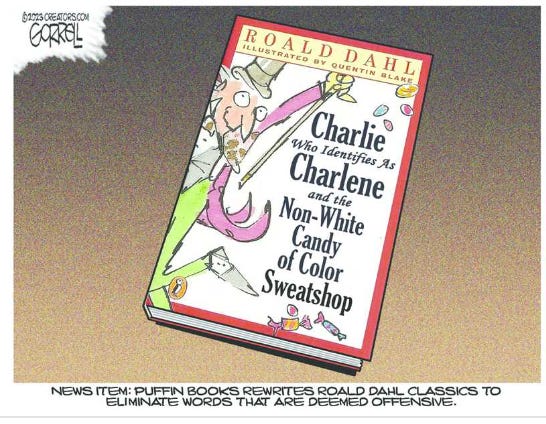 ©2023 CREATORS.COM
GORRELL
ROALD DAHL
ILLUSTRATED BY QUENTIN BLAKE
Charlie
Who Identifies As
Charlene
and the
Non-White
Candy
of Color
Sweatshop
NEWS ITEM: PUFFIN BOOKS REWRITES ROALD DAHL CLASSICS TO
ELIMINATE WORDS THAT ARE DEEMED OFFENSIVE.